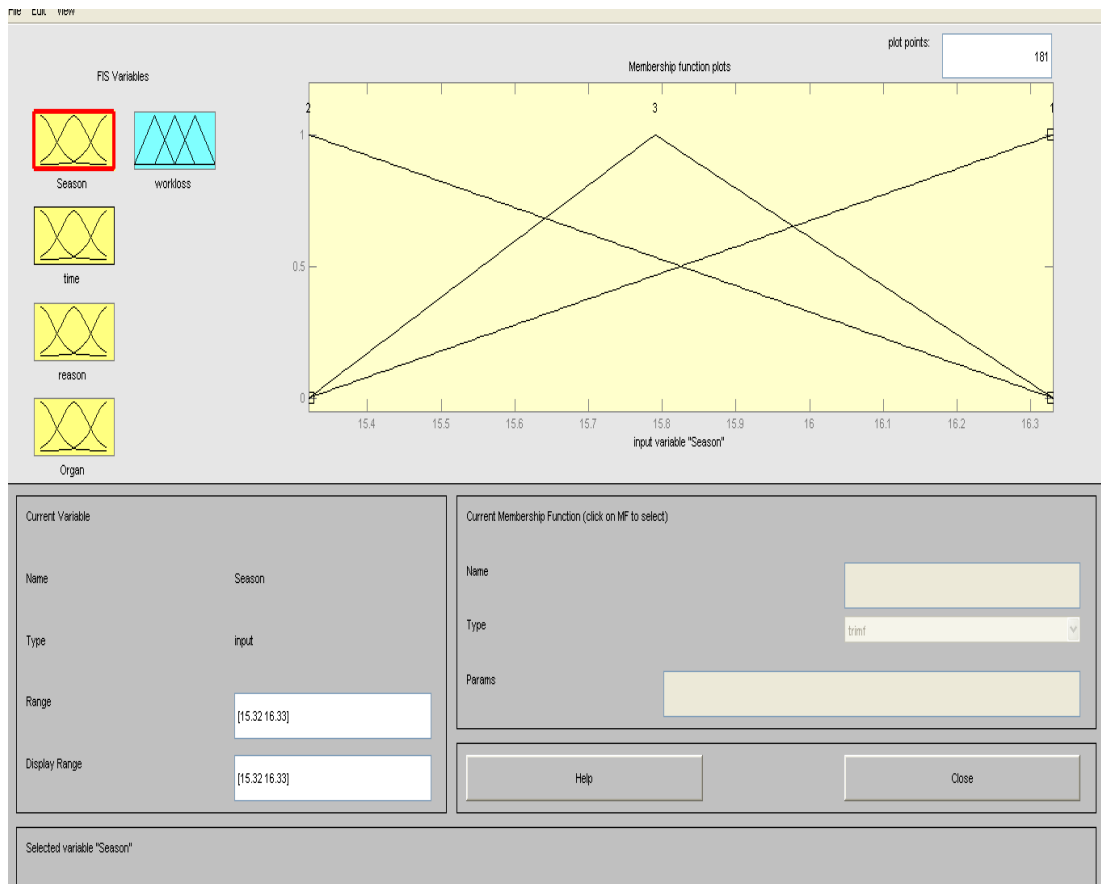 File Edit View
plot points:
181
FIS Variables
Membership function plots
Season
workloss
time
reason
Organ
2
3
1
1
0.5
0
15.4
15.5
15.6
15.7
15.8
15.9
16
16.1
16.2
16.3
input variable "Season"
Current Variable
Name
Season
Type
input
Range
[15.32 16.33]
Display Range
[15.32 16.33]
Current Membership Function (click on MF to select)
Name
Type
trimf
Params
Help
Close
Selected variable "Season"